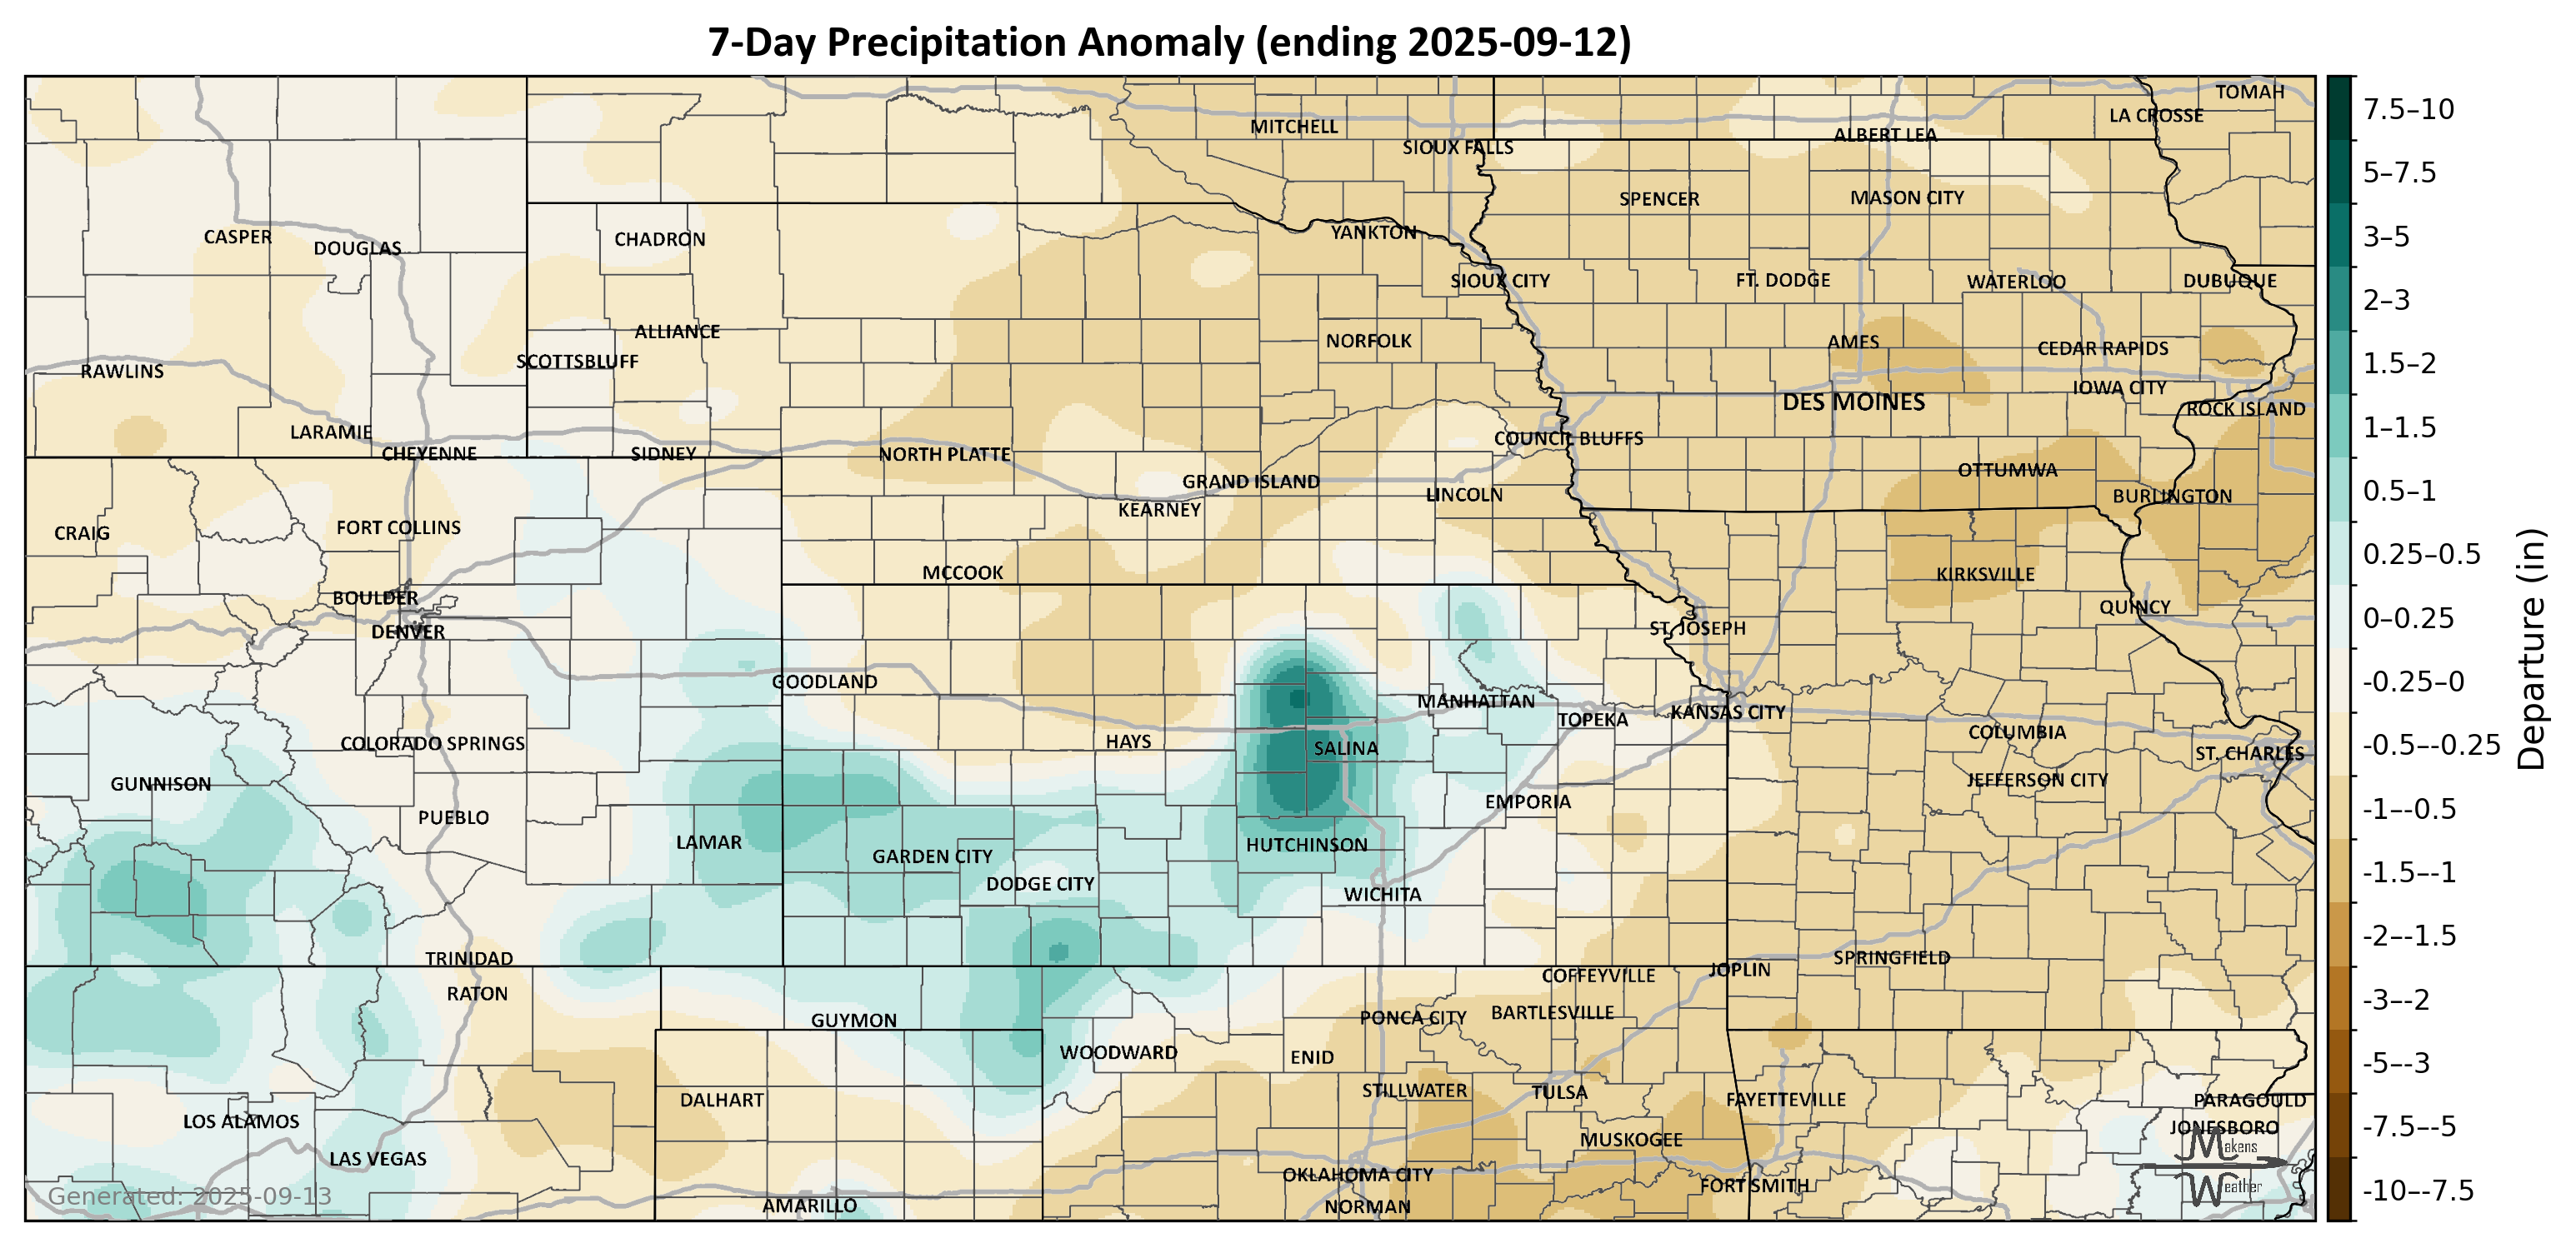 7-Day Precipitation Anomaly (ending 2025-09-12)
TOMAH
LA CROSSE
MITCHELL
ALBERT LEA
SIOUX FALLS
SPENCER
MASON CITY
CASPER
DOUGLAS
CHADRON
YANKTON
SIOUX CITY
FT. DODGE
WATERLOO
DUBUQUE
ALLIANCE
NORFOLK
AMES
CEDAR RAPIDS
SCOTTSBLUFF
RAWLINS
IOWA CITY
DES MOINES
ROCK ISLAND
LARAMIE
COUNCIL BLUFFS
CHEYENNE
SIDNEY
NORTH PLATTE
OTTUMWA
GRAND ISLAND
LINCOLN
BURLINGTON
KEARNEY
CRAIG
FORT COLLINS
MCCOOK
KIRKSVILLE
BOULDER
QUINCY
DENVER
ST. JOSEPH
GOODLAND
MANHATTAN
TOPEKA
KANSAS CITY
COLUMBIA
COLORADO SPRINGS
HAYS
SALINA
ST. CHARLES
GUNNISON
JEFFERSON CITY
EMPORIA
PUEBLO
LAMAR
HUTCHINSON
GARDEN CITY
DODGE CITY
WICHITA
TRINIDAD
SPRINGFIELD
JOPLIN
COFFEYVILLE
RATON
BARTLESVILLE
PONCA CITY
GUYMON
WOODWARD
ENID
STILLWATER
TULSA
DALHART
FAYETTEVILLE
PARAGOULD
LOS ALAMOS
JONESBORO
MUSKOGEE
LAS VEGAS
OKLAHOMA CITY
FORT SMITH
AMARILLO
NORMAN
Generated: 2025-09-13
Makens
Weather
7.5–10
5–7.5
3–5
2–3
1.5–2
1–1.5
0.5–1
0.25–0.5
0–0.25
-0.25–0
-0.5–-0.25
-1–-0.5
-1.5–-1
-2–-1.5
-3–-2
-5–-3
-7.5–-5
-10–-7.5
Departure (in)